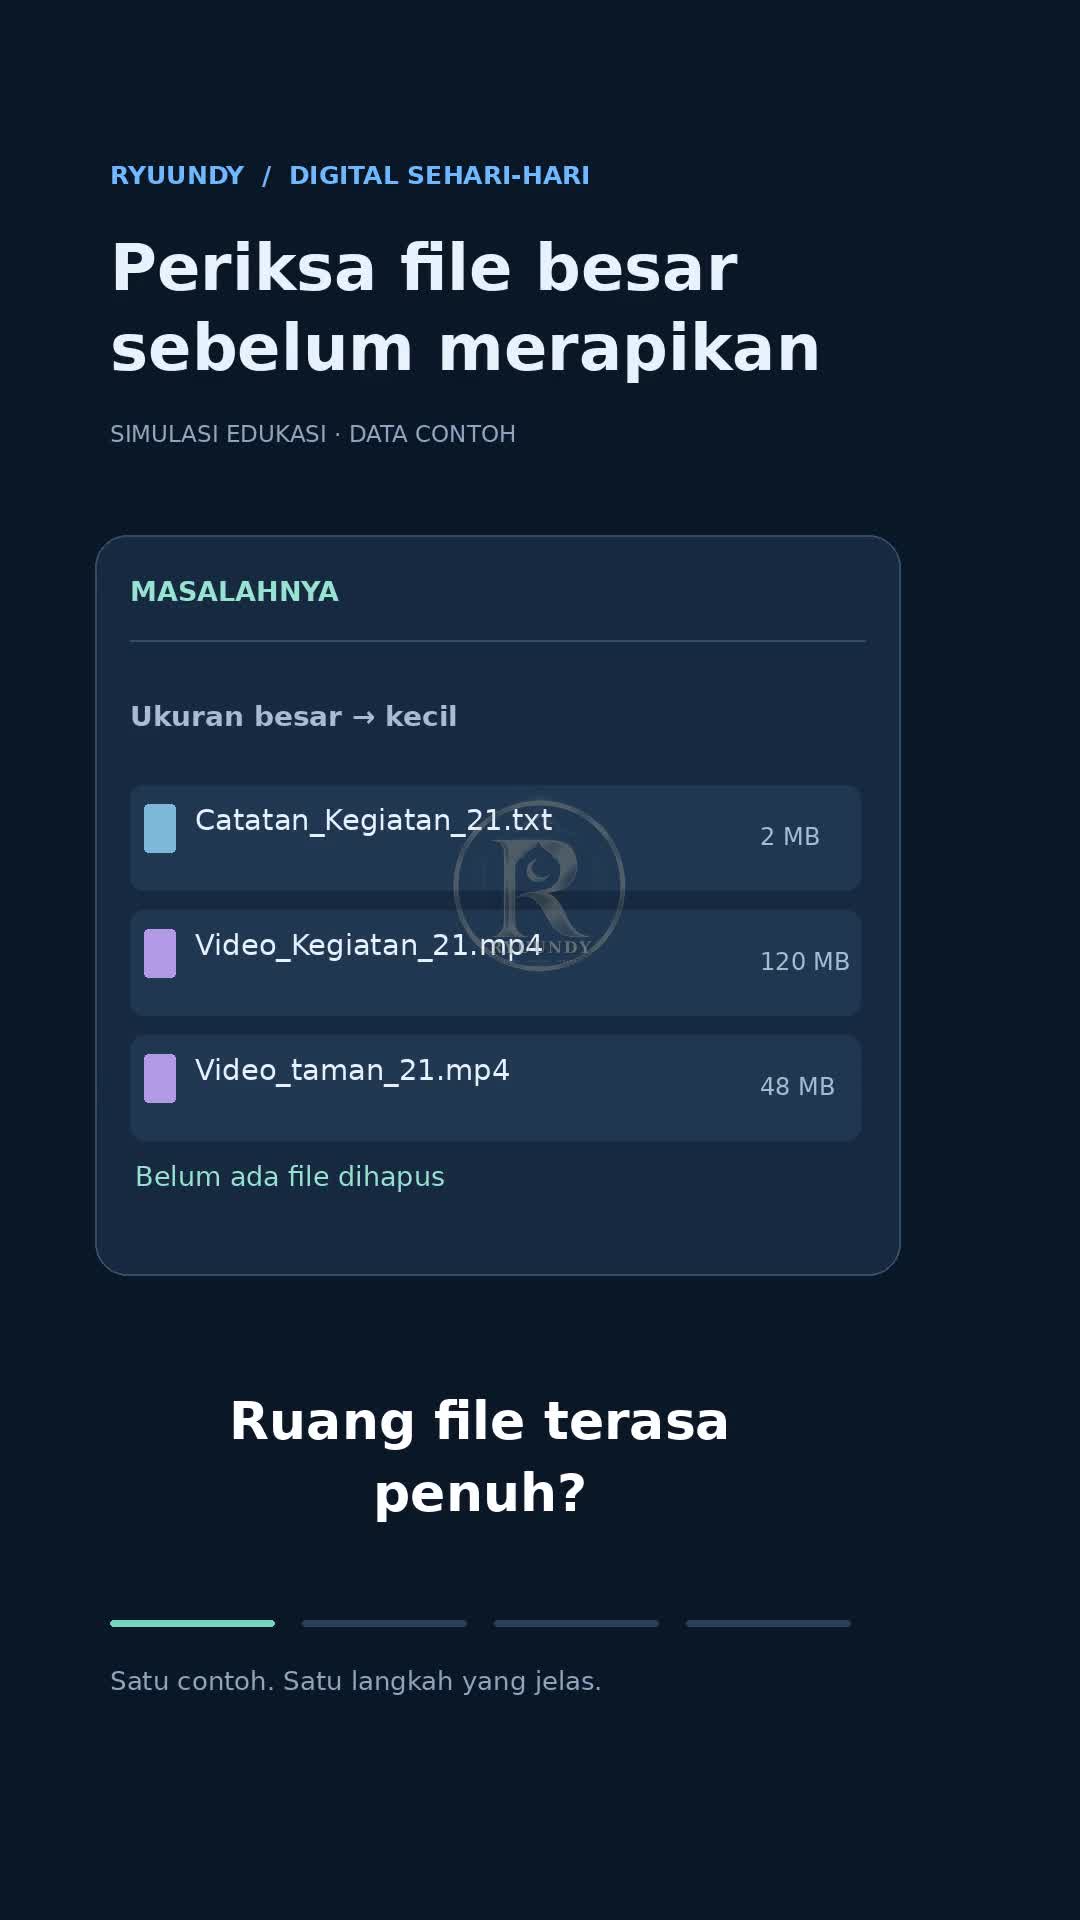 RYUUNDY / DIGITAL SEHARI-HARI
Periksa file besar
sebelum merapikan
SIMULASI EDUKASI · DATA CONTOH
MASALAHNYA
Ukuran besar → kecil
Catatan_Kegiatan_21.txt
2 MB
Video_Kegiatan_21.mp4
120 MB
Video_taman_21.mp4
48 MB
Belum ada file dihapus
Ruang file terasa
penuh?
Satu contoh. Satu langkah yang jelas.